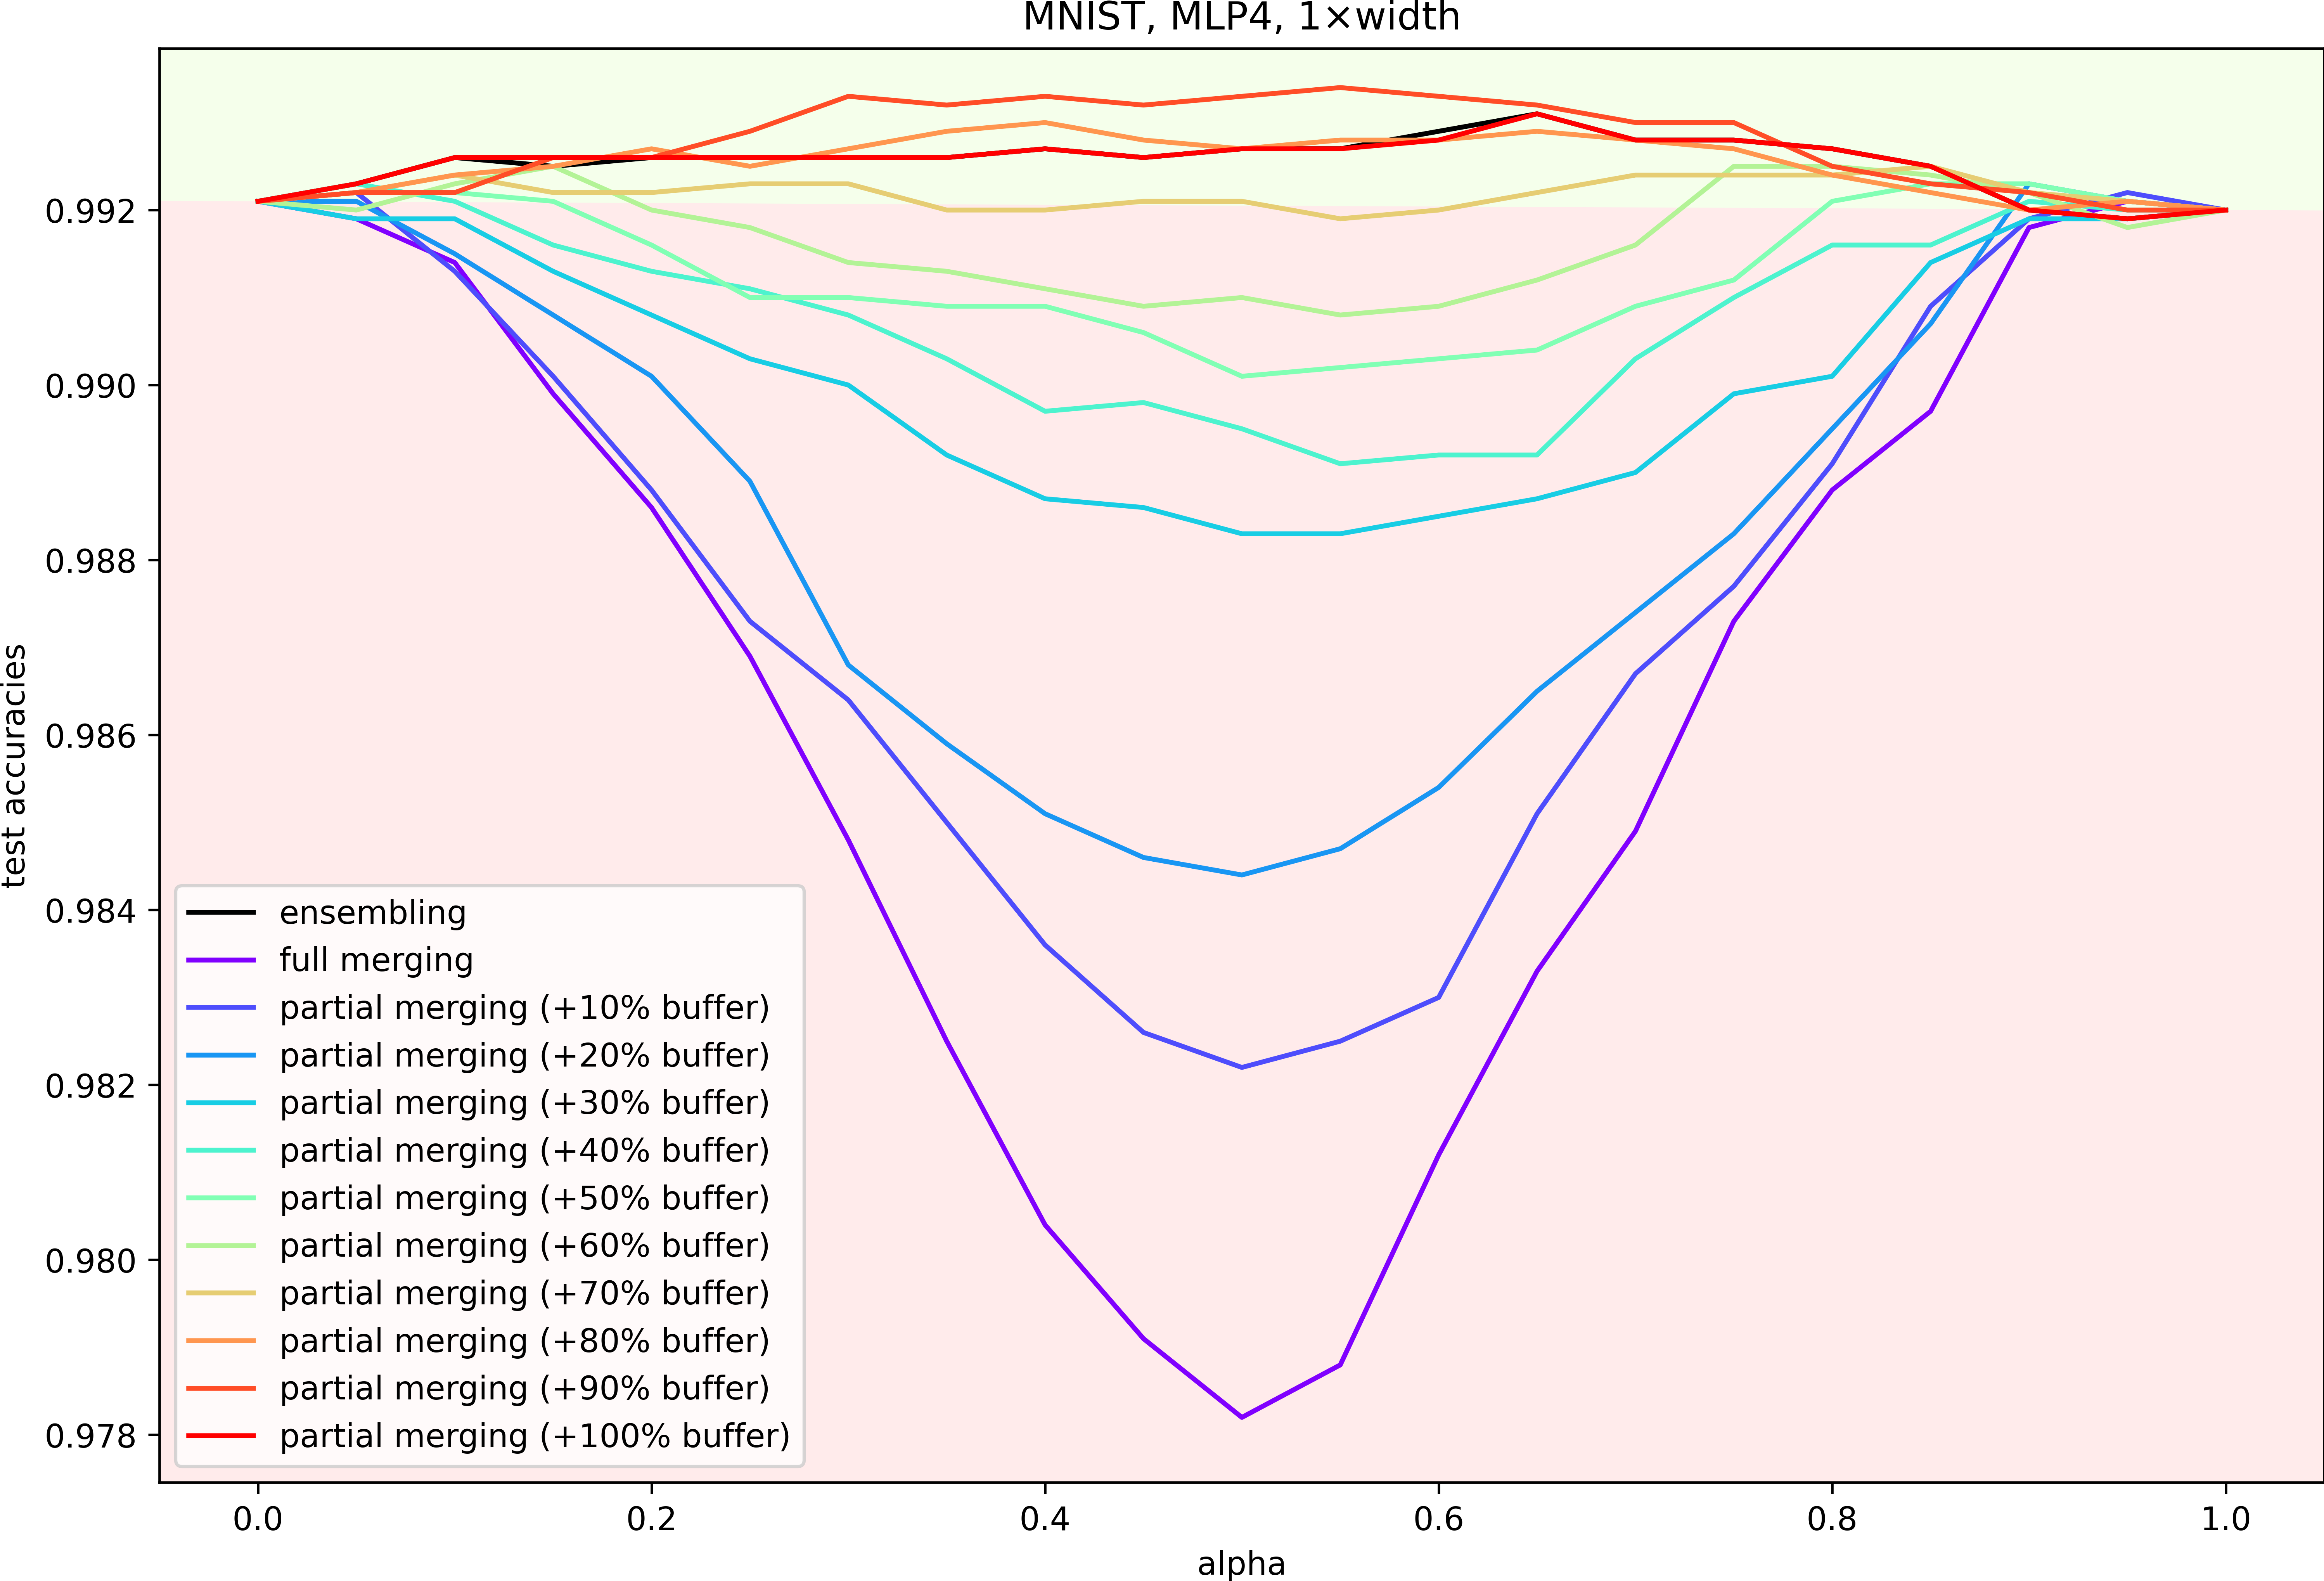 MNIST, MLP4, 1×width
test accuracies
0.992
0.990
0.988
0.986
0.984
0.982
0.980
0.978
ensembling
full merging
partial merging (+10% buffer)
partial merging (+20% buffer)
partial merging (+30% buffer)
partial merging (+40% buffer)
partial merging (+50% buffer)
partial merging (+60% buffer)
partial merging (+70% buffer)
partial merging (+80% buffer)
partial merging (+90% buffer)
partial merging (+100% buffer)
0.0 0.2 0.4 0.6 0.8 1.0
alpha